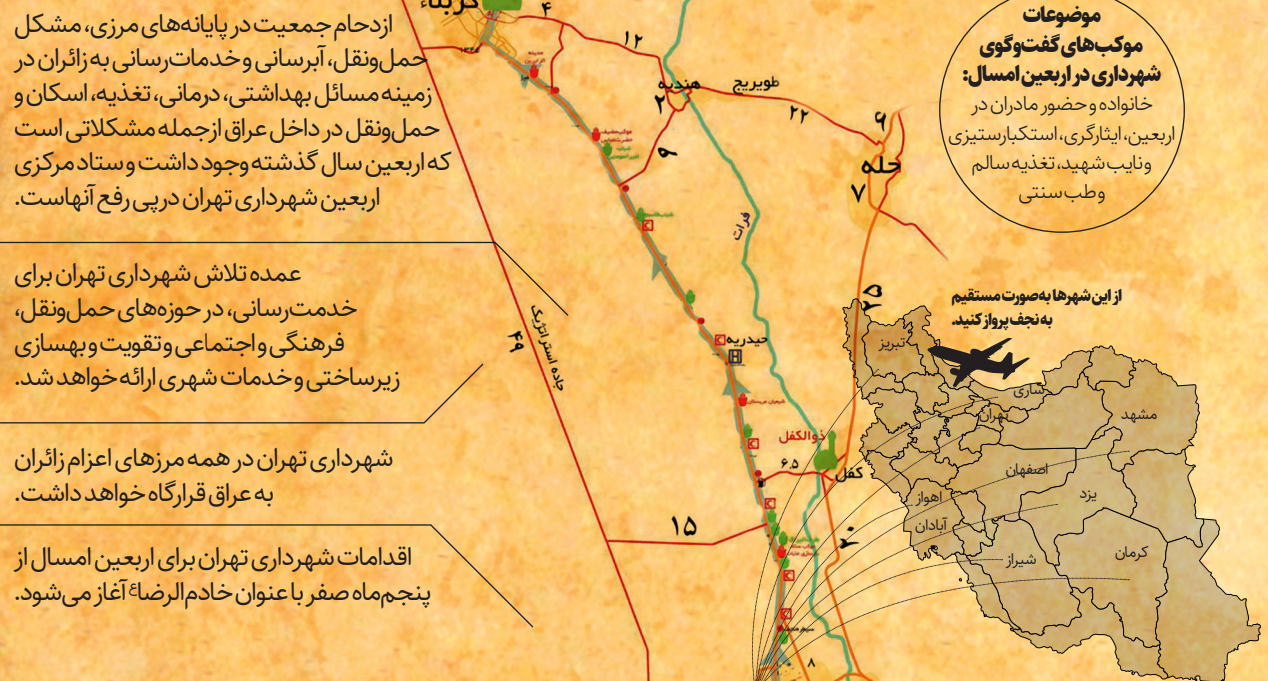 موضوعات
موکب‌های گفت‌وگوی
شهرداری در اربعین امسال:
خانواده و حضور مادران در
اربعین، ایثارگری، استکبارستیزی
و نایب شهید، تغذیه سالم
و طب سنتی
ازدحام جمعیت در پایانه‌های مرزی، مشکل
حمل‌ونقل، آبرسانی و خدمات‌رسانی به زائران در
زمینه مسائل بهداشتی، درمانی، تغذیه، اسکان و
حمل‌ونقل در داخل عراق ازجمله مشکلاتی است
که اربعین سال گذشته وجود داشت و ستاد مرکزی
اربعین شهرداری تهران درپی رفع آنهاست.
عمده تلاش شهرداری تهران برای
خدمت‌رسانی، در حوزه‌های حمل‌ونقل،
فرهنگی و اجتماعی و تقویت و بهسازی
زیرساختی و خدمات شهری ارائه خواهد شد.
شهرداری تهران در همه مرزهای اعزام زائران
به عراق قرارگاه خواهد داشت.
اقدامات شهرداری تهران برای اربعین امسال از
پنجم‌ماه صفر با عنوان خادم‌الرضا(ع) آغاز می‌شود.
از این شهرها به‌صورت مستقیم
به نجف پرواز کنید.
تبریز
ساری
تهران
مشهد
اصفهان
یزد
اهواز
آبادان
شیراز
کرمان
کربلاء
۴
۱۲
هندیه
طویریج
۲
۲۲
۹
۶
حله
۷
فرات
۲۵
جاده استراتژیک
۴۹
حیدریه
ذوالکفل
کفل
۶.۵
۱۵
۲۰
۸